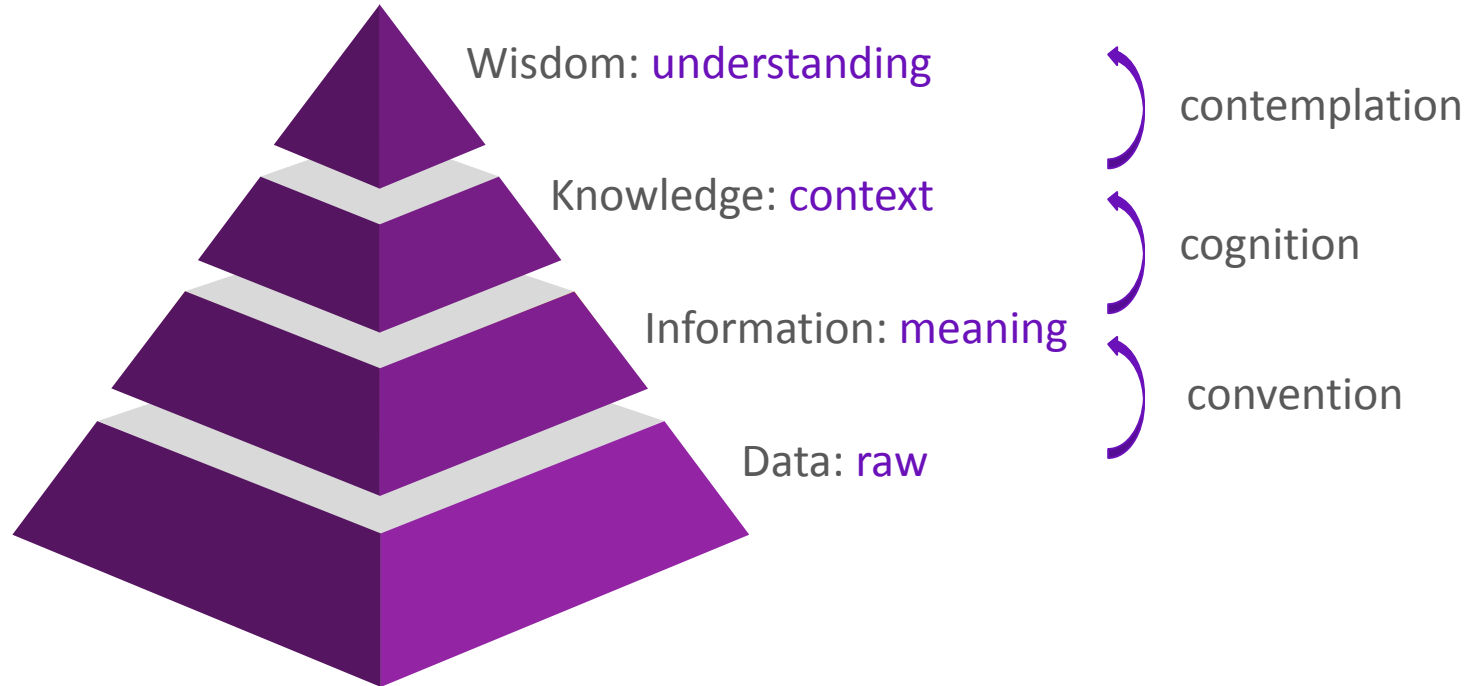 Wisdom: understanding
contemplation
Knowledge: context
cognition
Information: meaning
convention
Data: raw